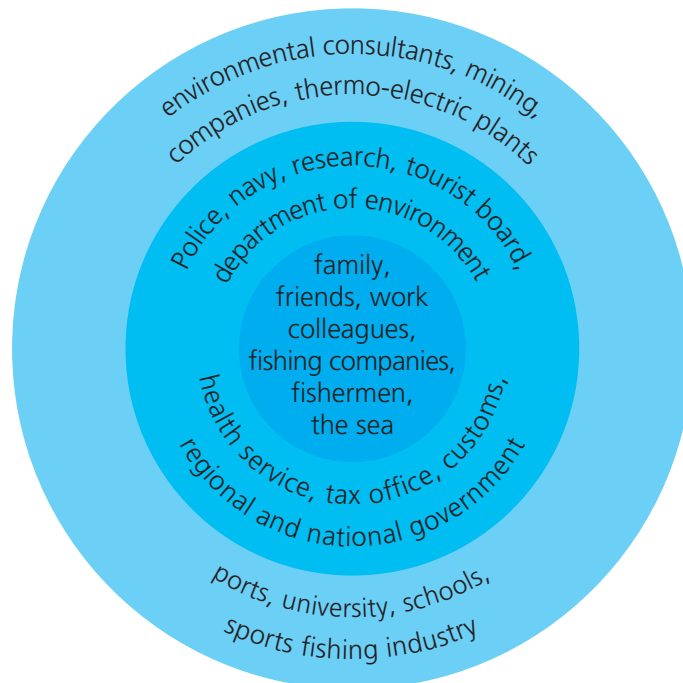 environmental consultants, mining,
companies, thermo-electric plants
Police, navy, research, tourist board,
department of environment
family,
friends, work
colleagues,
fishing companies,
fishermen,
the sea
health service, tax office, customs,
regional and national government
ports, university, schools,
sports fishing industry